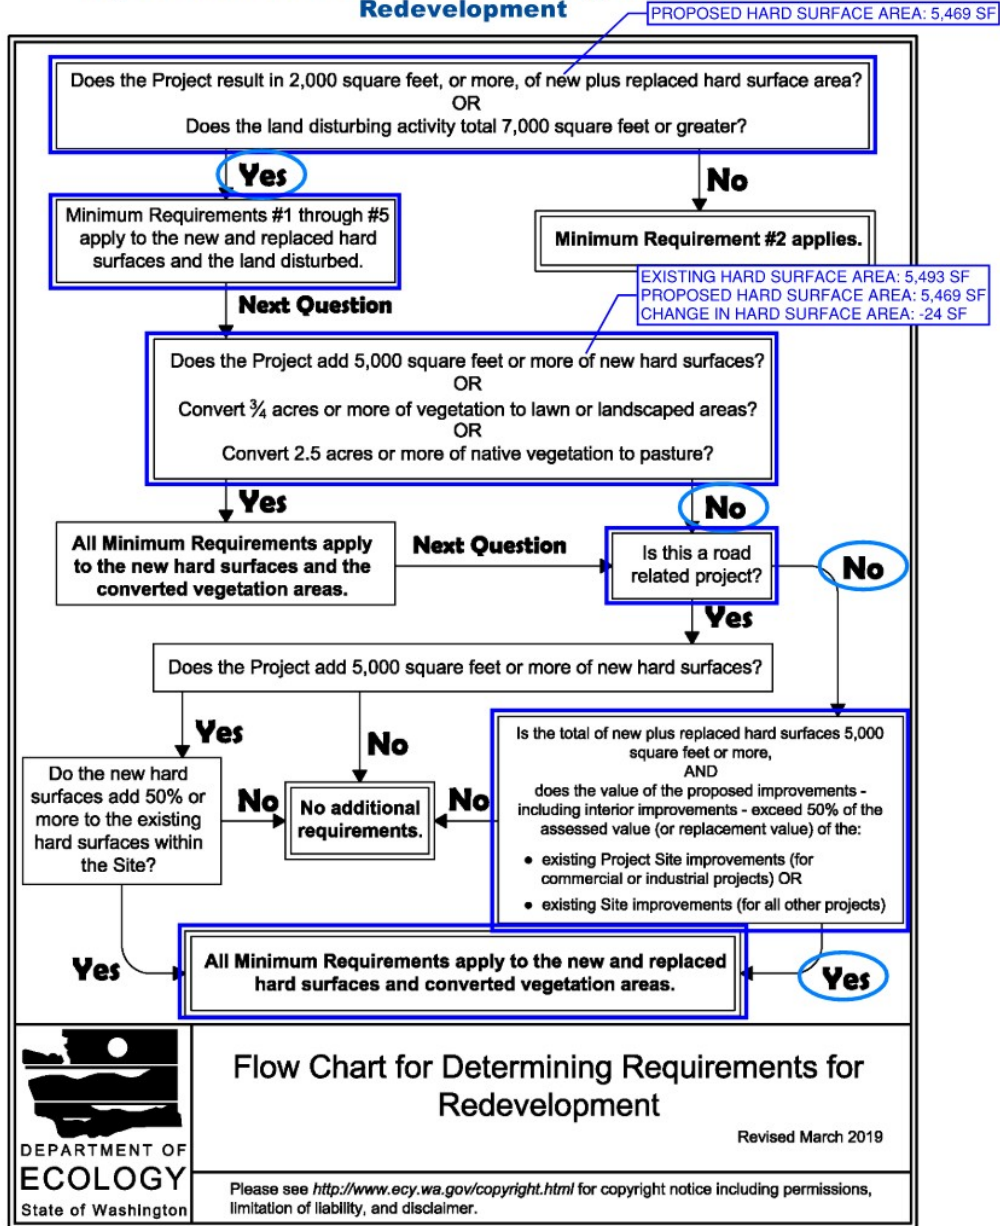 Redevelopment
PROPOSED HARD SURFACE AREA: 5,469 SF
Does the Project result in 2,000 square feet, or more, of new plus replaced hard surface area?
OR
Does the land disturbing activity total 7,000 square feet or greater?
Yes
No
Minimum Requirements #1 through #5
apply to the new and replaced hard
surfaces and the land disturbed.
Minimum Requirement #2 applies.
Next Question
EXISTING HARD SURFACE AREA: 5,493 SF
PROPOSED HARD SURFACE AREA: 5,469 SF
CHANGE IN HARD SURFACE AREA: -24 SF
Does the Project add 5,000 square feet or more of new hard surfaces?
OR
Convert ¾ acres or more of vegetation to lawn or landscaped areas?
OR
Convert 2.5 acres or more of native vegetation to pasture?
Yes
No
All Minimum Requirements apply
to the new hard surfaces and the
converted vegetation areas.
Next Question
Is this a road
related project?
No
Yes
Does the Project add 5,000 square feet or more of new hard surfaces?
Yes
No
Do the new hard
surfaces add 50% or
more to the existing
hard surfaces within
the Site?
No
No additional
requirements.
No
Is the total of new plus replaced hard surfaces 5,000
square feet or more,
AND
does the value of the proposed improvements -
including interior improvements - exceed 50% of the
assessed value (or replacement value) of the:
• existing Project Site improvements (for
commercial or industrial projects) OR
• existing Site improvements (for all other projects)
Yes
All Minimum Requirements apply to the new and replaced
hard surfaces and converted vegetation areas.
Yes
DEPARTMENT OF
ECOLOGY
State of Washington
Flow Chart for Determining Requirements for
Redevelopment
Revised March 2019
Please see http://www.ecy.wa.gov/copyright.html for copyright notice including permissions,
limitation of liability, and disclaimer.